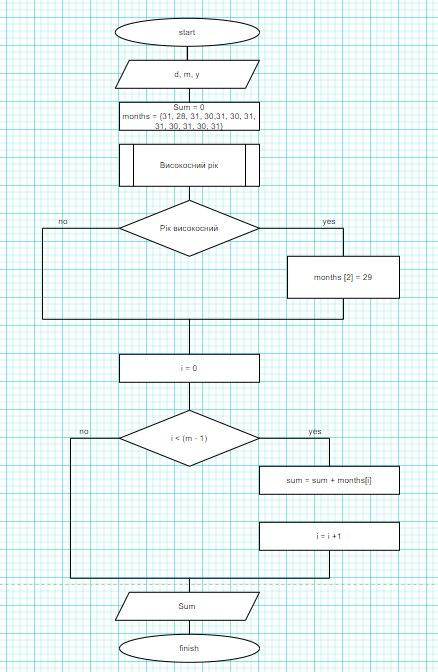 start
d, m, y
Sum = 0
months = {31, 28, 31, 30,31, 30, 31,
31, 30, 31, 30, 31}
Високосний рік
no
yes
Рік високосний
months [2] = 29
i = 0
no
yes
i < (m - 1)
sum = sum + months[i]
i = i +1
Sum
finish